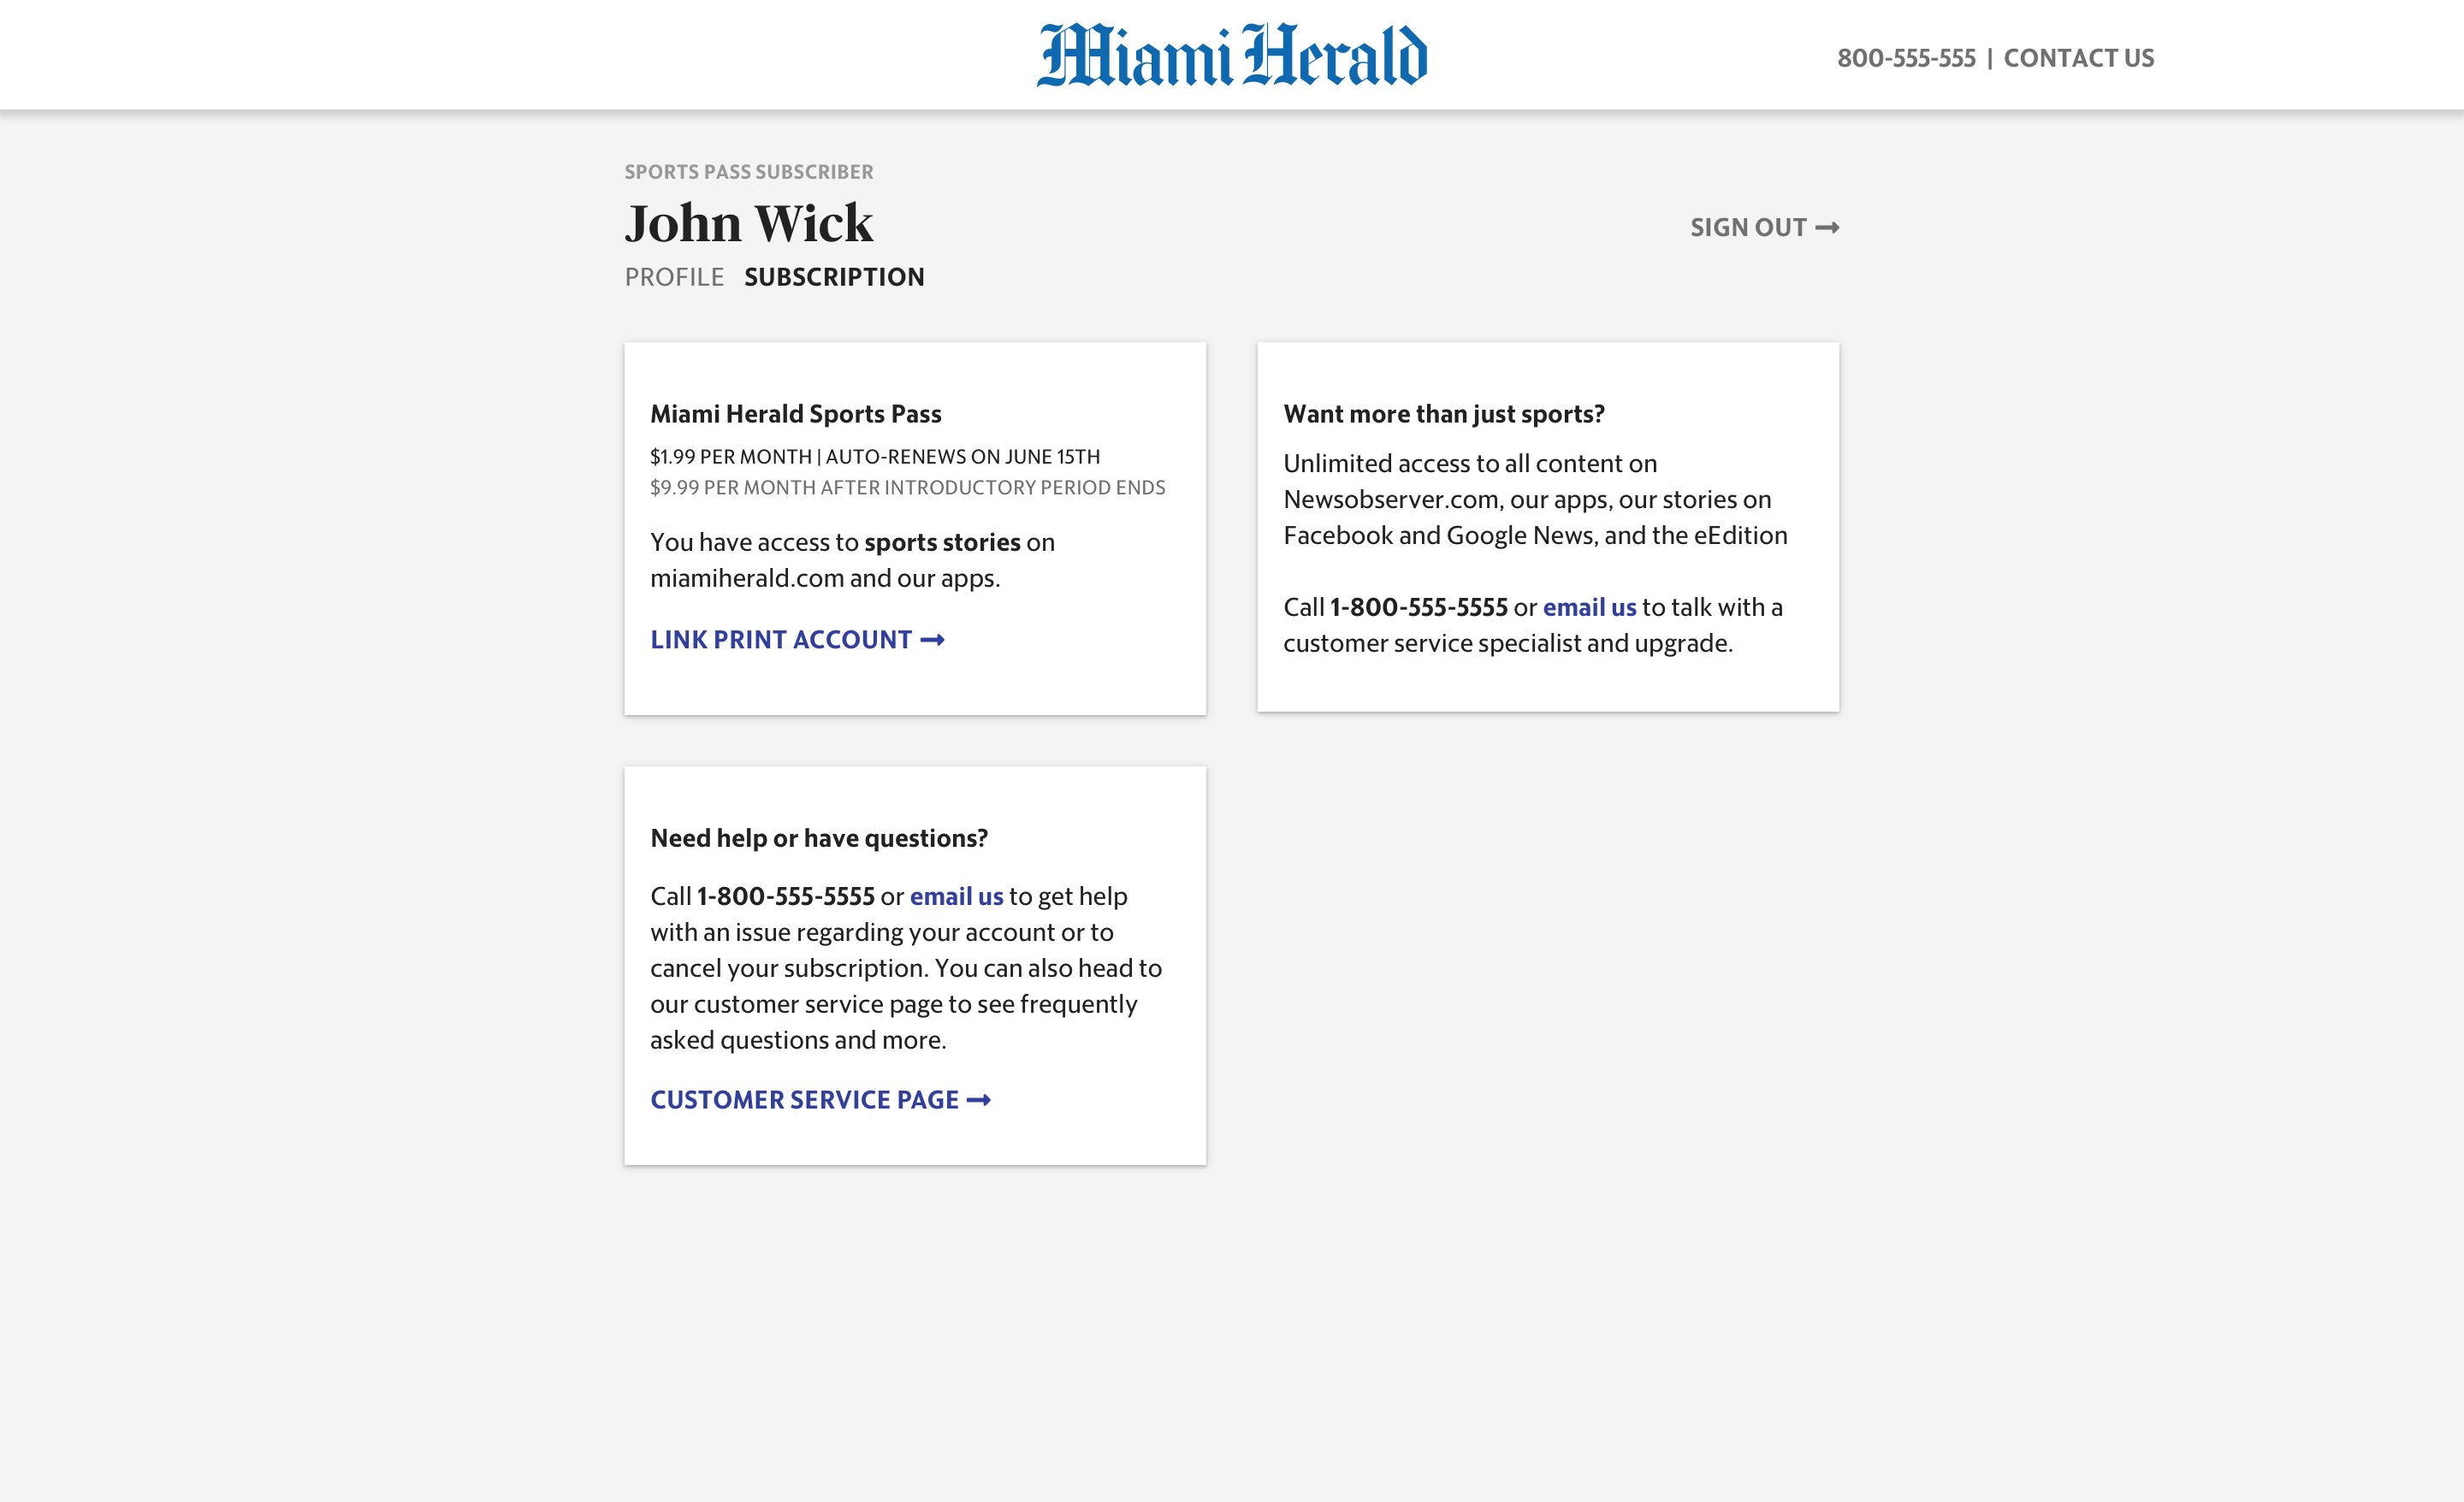 Miami Herald
800-555-555 | CONTACT US
SPORTS PASS SUBSCRIBER
John Wick
SIGN OUT
PROFILE SUBSCRIPTION
Miami Herald Sports Pass
$1.99 PER MONTH | AUTO-RENEWS ON JUNE 15TH
$9.99 PER MONTH AFTER INTRODUCTORY PERIOD ENDS
You have access to sports stories on
miamiherald.com and our apps.
LINK PRINT ACCOUNT
Want more than just sports?
Unlimited access to all content on
Newsobserver.com, our apps, our stories on
Facebook and Google News, and the eEdition
Call 1-800-555-5555 or email us to talk with a
customer service specialist and upgrade.
Need help or have questions?
Call 1-800-555-5555 or email us to get help
with an issue regarding your account or to
cancel your subscription. You can also head to
our customer service page to see frequently
asked questions and more.
CUSTOMER SERVICE PAGE